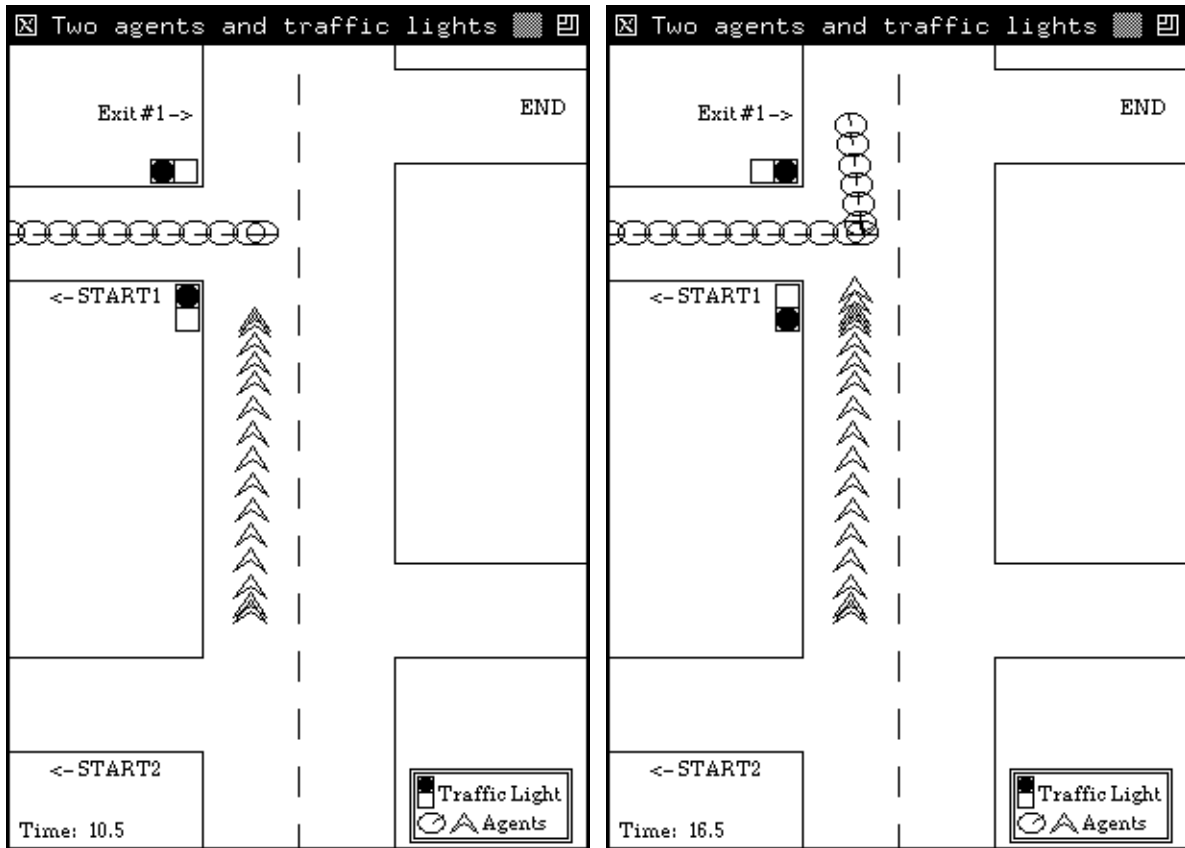 Two agents and traffic lights
Exit #1->
END
<-START1
<-START2
Traffic Light
Agents
Time: 10.5
Two agents and traffic lights
Exit #1->
END
<-START1
<-START2
Traffic Light
Agents
Time: 16.5